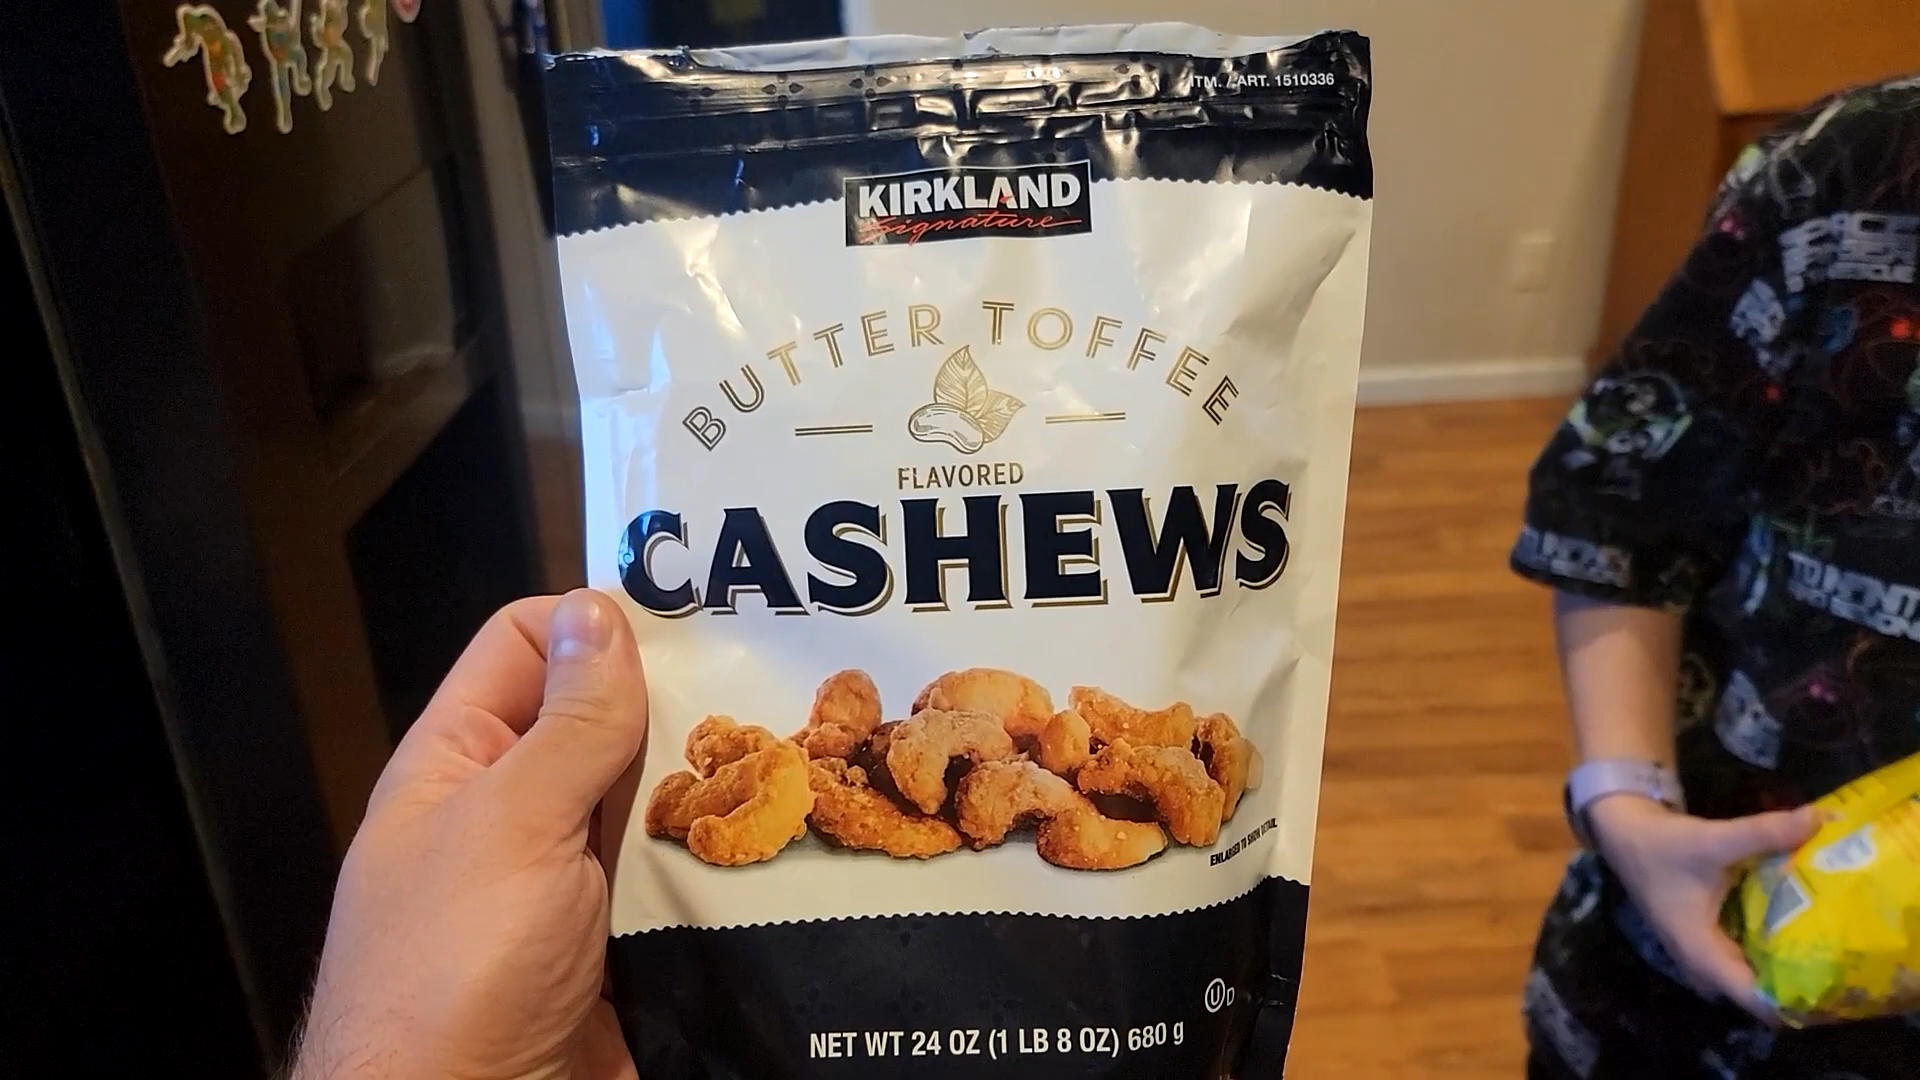 ITM. / ART. 1510336
KIRKLAND
Signature
BUTTER TOFFEE
FLAVORED
CASHEWS
ENLARGED TO SHOW DETAIL
U D
NET WT 24 OZ (1 LB 8 OZ) 680 g